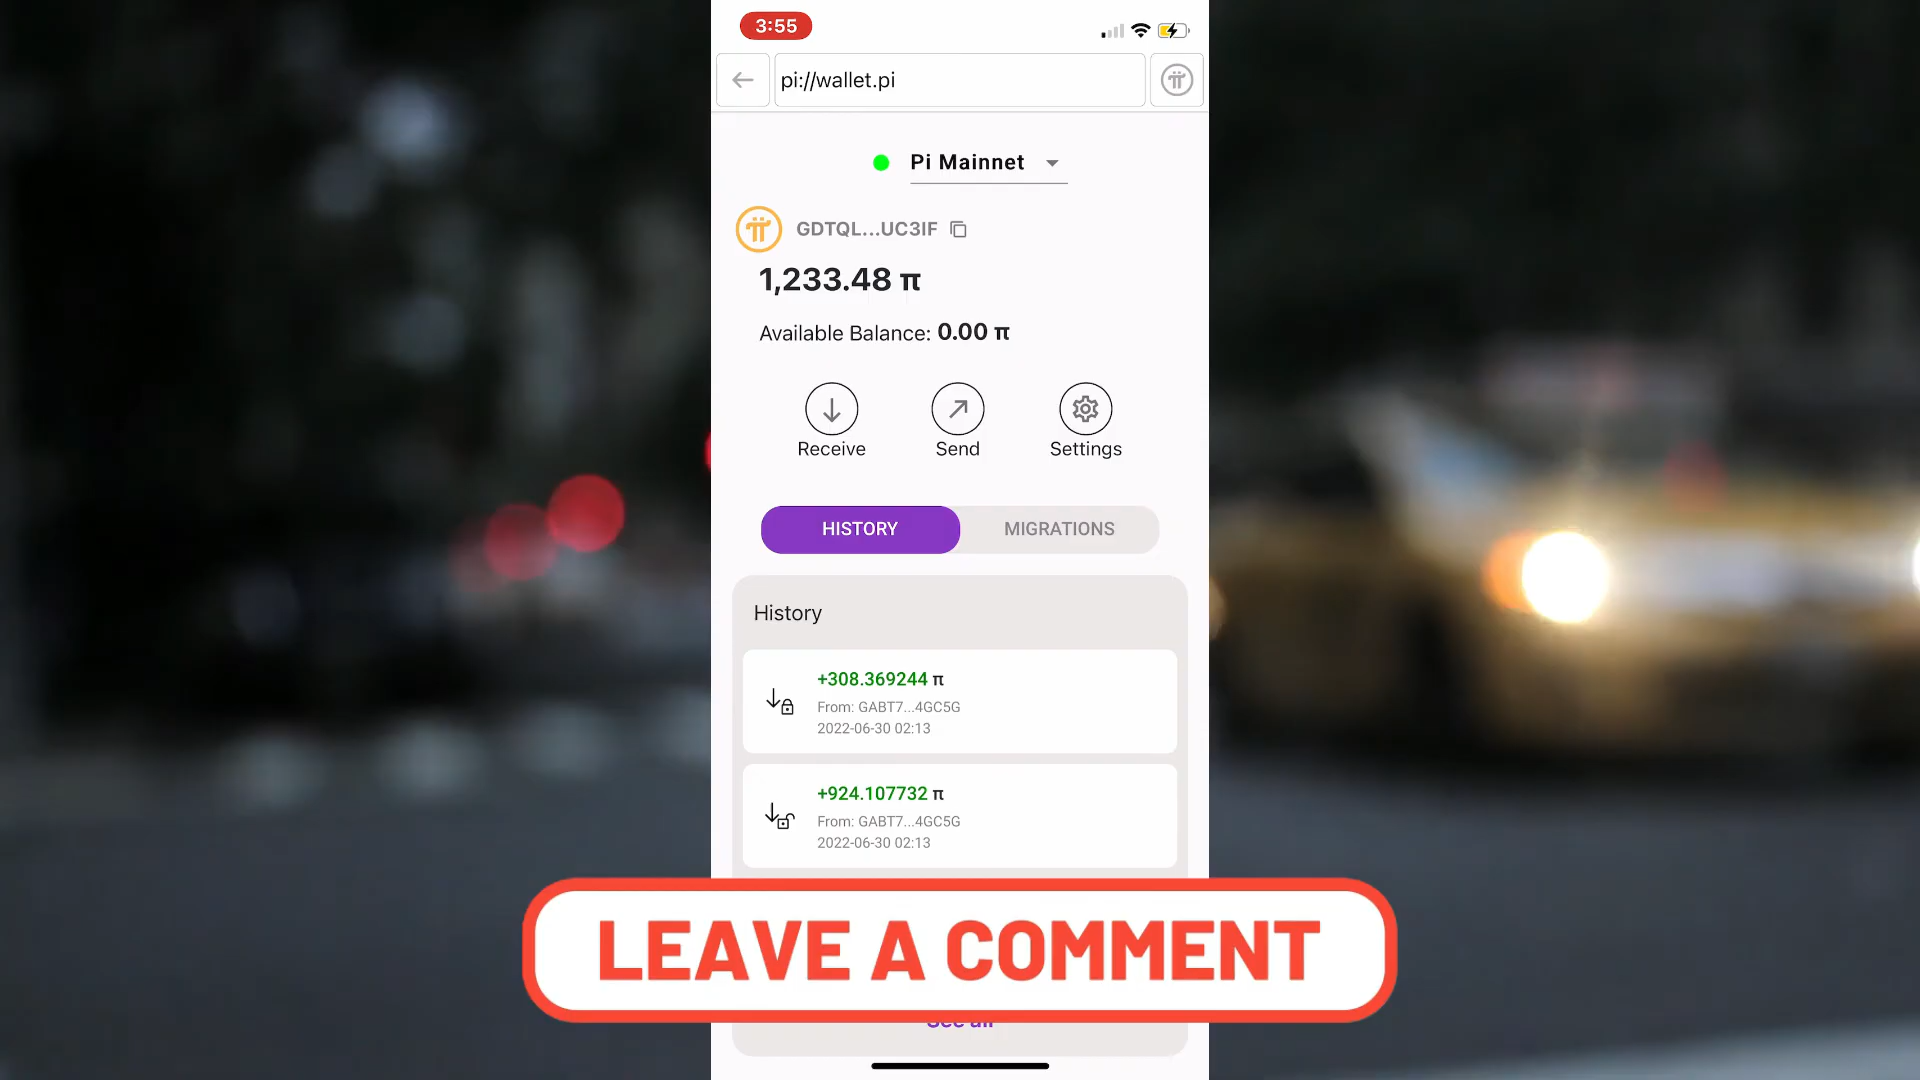 3:55
pi://wallet.pi
Pi Mainnet
GDTQL...UC3IF
1,233.48 π
Available Balance: 0.00 π
Receive Send Settings
HISTORY MIGRATIONS
History
+308.369244 π
From: GABT7...4GC5G
2022-06-30 02:13
+924.107732 π
From: GABT7...4GC5G
2022-06-30 02:13
LEAVE A COMMENT
See all